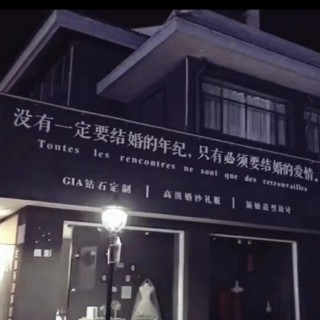 没有一定要结婚的年纪，只有必须要结婚的爱情。
Toutes les rencontres ne sont que des retrouvailles
GIA钻石定制 | 高级婚纱礼服 | 新娘造型设计
摄影